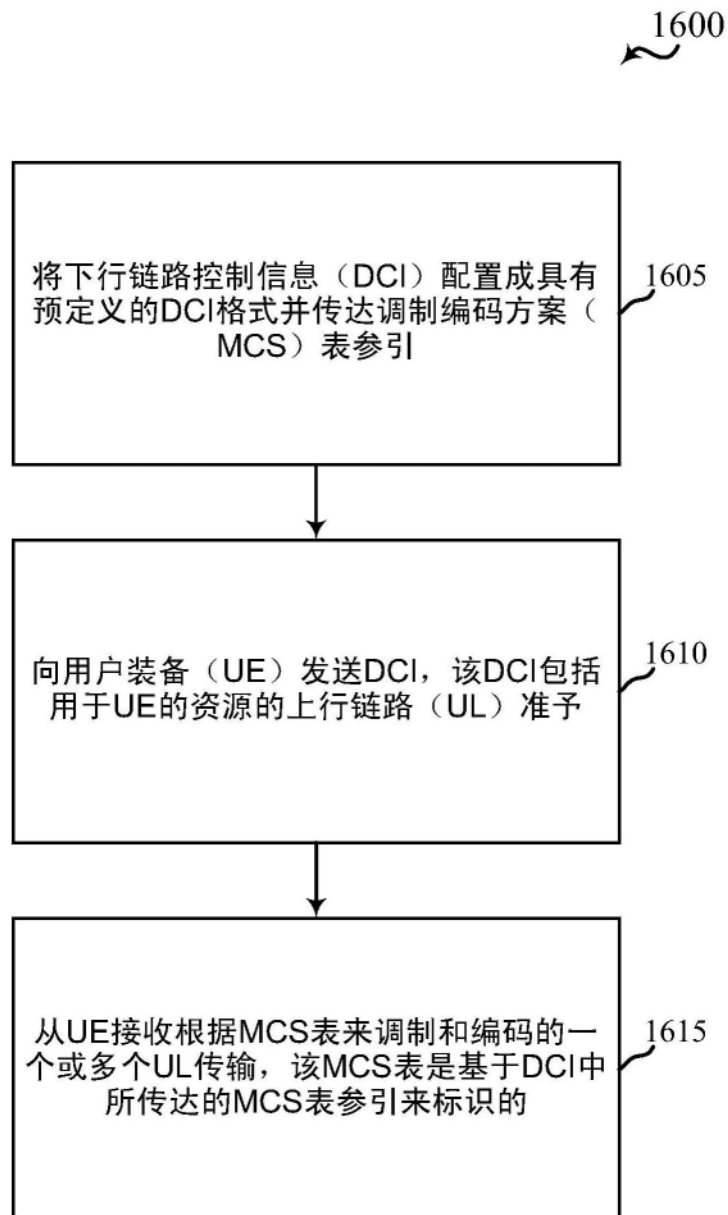 1600
将下行链路控制信息（DCI）配置成具有
预定义的DCI格式并传达调制编码方案（
MCS）表参引
1605
向用户装备（UE）发送DCI，该DCI包括
用于UE的资源的上行链路（UL）准予
1610
从UE接收根据MCS表来调制和编码的一
个或多个UL传输，该MCS表是基于DCI中
所传达的MCS表参引来标识的
1615